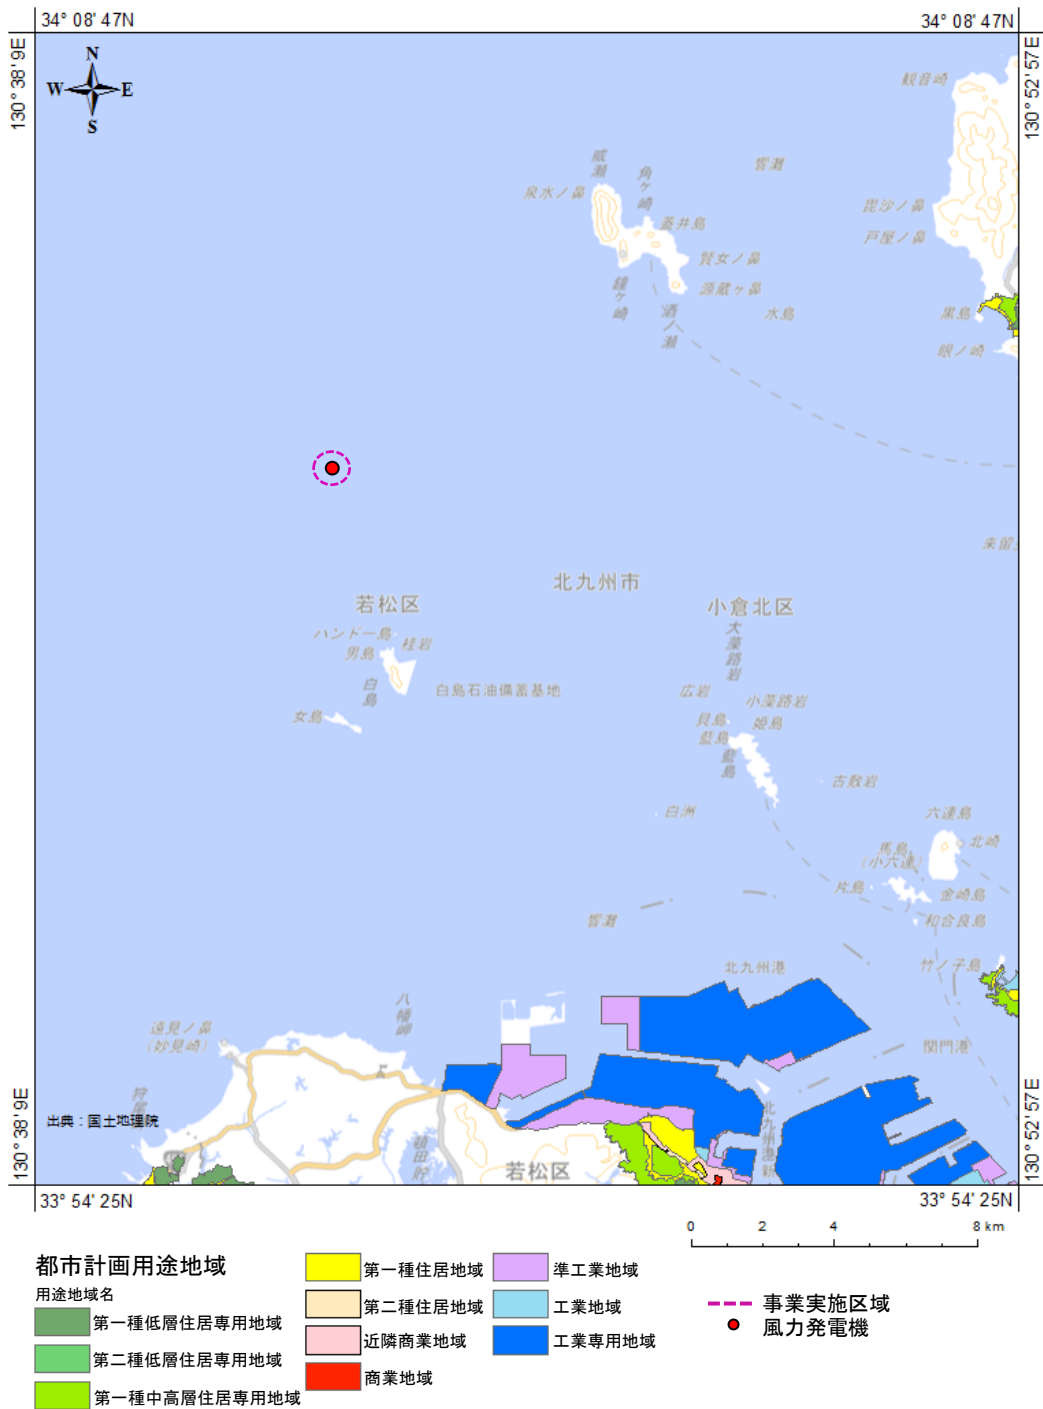 34° 08' 47N
34° 08' 47N
130° 38' 9E
130° 52' 57E
N
W
E
S
観音崎
威瀬
角ヶ崎
皆瀬
泉水ノ鼻
蓋井島
毘沙ノ鼻
戸屋ノ鼻
賢女ノ鼻
源蔵ヶ鼻
鐘ヶ崎
酒ノ瀬
水島
黒島
眼ノ崎
来留
北九州市
若松区
小倉北区
ハンドー島
桂岩
男島
白島
大藻路岩
白島石油備蓄基地
広岩
小藻路岩
女島
貝島
姫島
藍島
藍島
古敷岩
白洲
六連島
北崎
馬島
(小六連)
片島
金崎島
和合良島
皆瀬
竹ノ子島
北九州港
八幡岬
遠見ノ鼻
(妙見崎)
関門港
出典：国土地理院
若松区
130° 38' 9E
130° 52' 57E
33° 54' 25N
33° 54' 25N
0 2 4 8 km
都市計画用途地域
用途地域名
第一種低層住居専用地域
第二種低層住居専用地域
第一種中高層住居専用地域
第一種住居地域
第二種住居地域
近隣商業地域
商業地域
準工業地域
工業地域
工業専用地域
事業実施区域
風力発電機